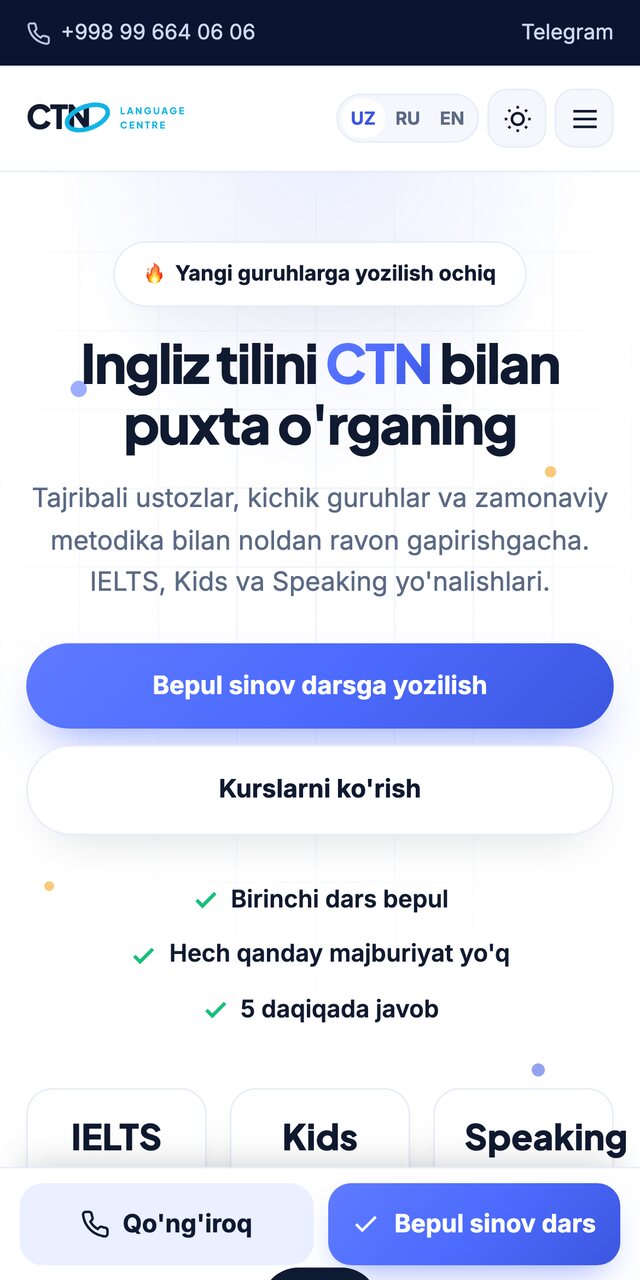 +998 99 664 06 06
Telegram
CTN LANGUAGE
CENTRE
UZ RU EN
🔥 Yangi guruhlarga yozilish ochiq
Ingliz tilini CTN bilan
puxta o'rganing
Tajribali ustozlar, kichik guruhlar va zamonaviy
metodika bilan noldan ravon gapirishgacha.
IELTS, Kids va Speaking yo'nalishlari.
Bepul sinov darsga yozilish
Kurslarni ko'rish
Birinchi dars bepul
Hech qanday majburiyat yo'q
5 daqiqada javob
IELTS
Kids
Speaking
Qo'ng'iroq
Bepul sinov dars